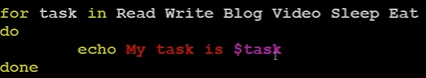 for task in Read Write Blog Video Sleep Eat
do
        echo My task is $task
done